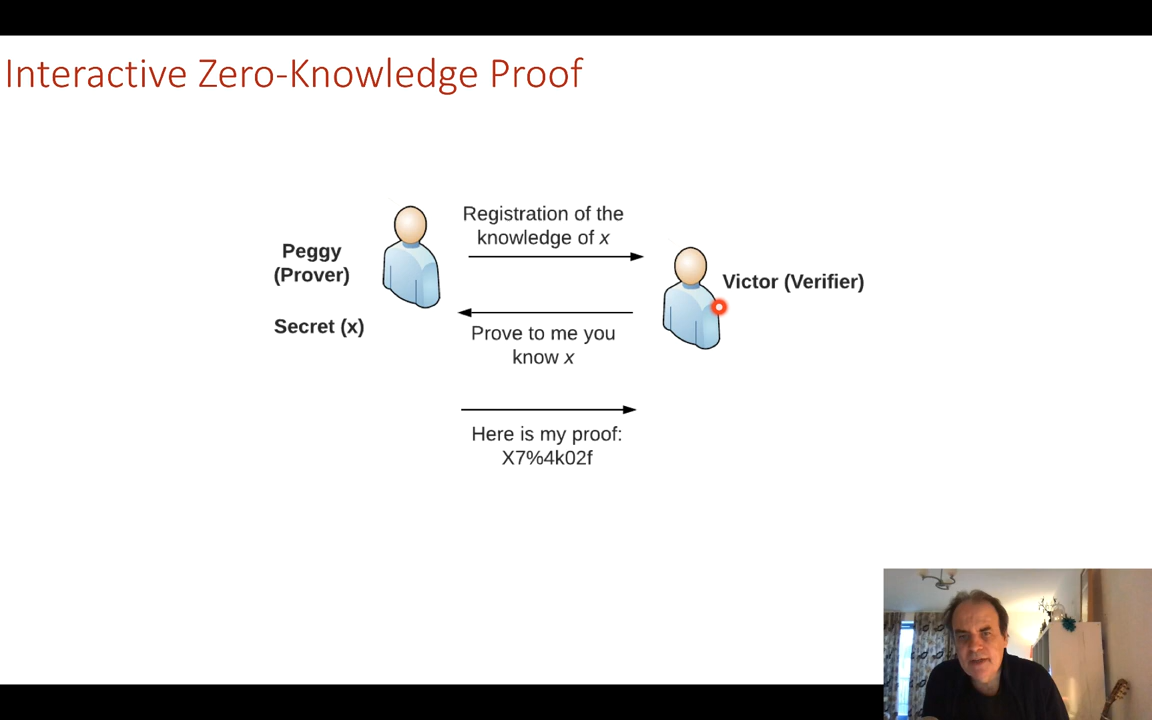 Interactive Zero-Knowledge Proof
Registration of the
knowledge of x
Peggy
(Prover)
Victor (Verifier)
Secret (x)
Prove to me you
know x
Here is my proof:
X7%4k02f